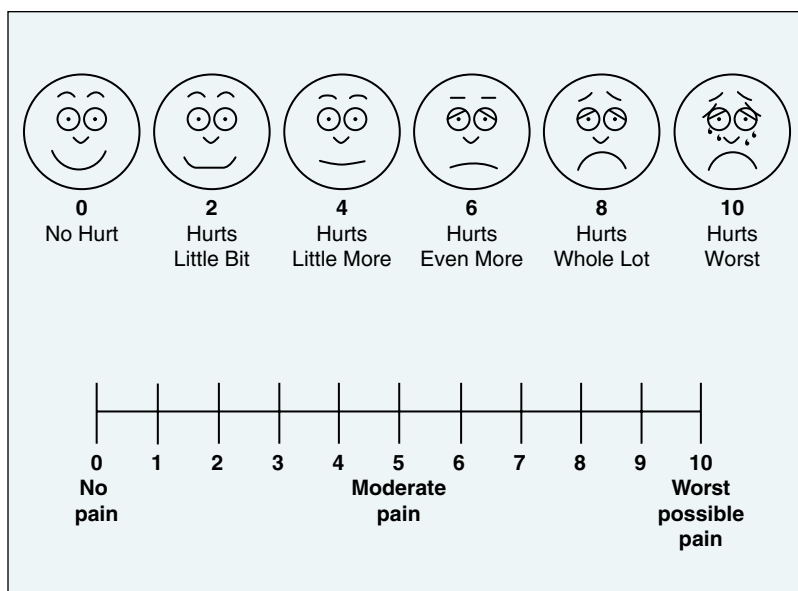 0 2 4 6 8 10
No Hurt Hurts Hurts Hurts Hurts Hurts
Little Bit Little More Even More Whole Lot Worst
0 1 2 3 4 5 6 7 8 9 10
No Moderate Worst
pain pain possible
pain